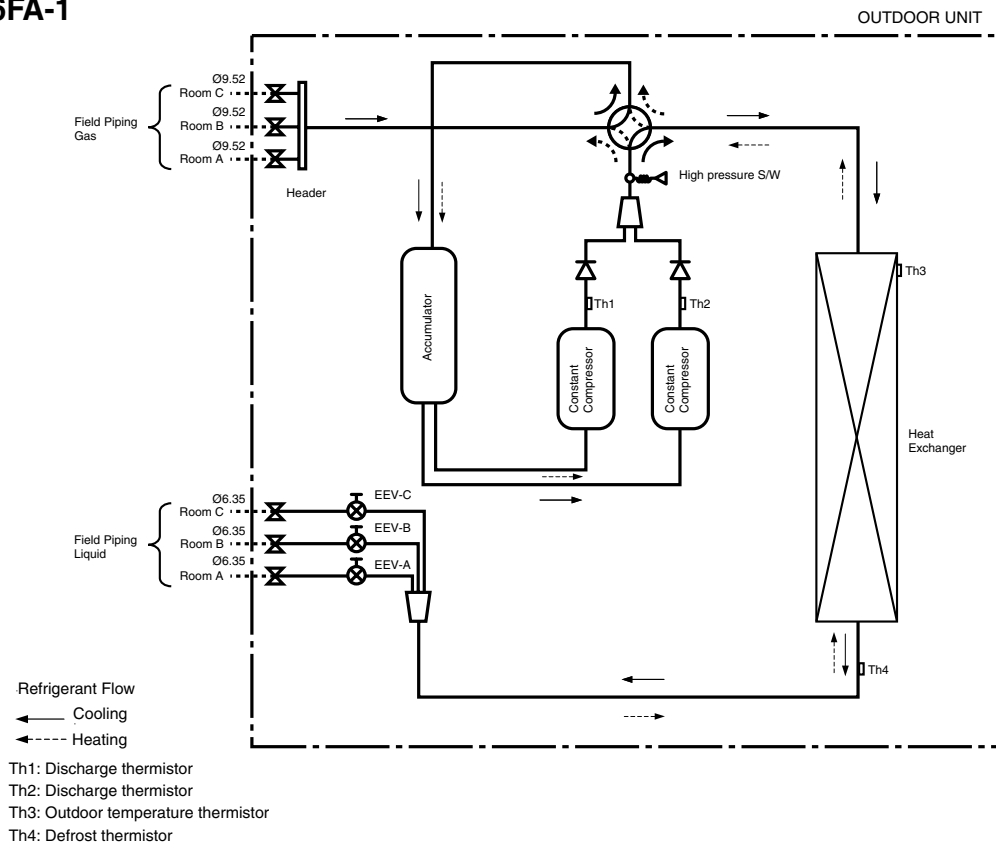 6FA-1
OUTDOOR UNIT
Ø9.52
Room C
Ø9.52
Room B
Ø9.52
Room A
Field Piping
Gas
Header
High pressure S/W
Th1
Th2
Th3
Accumulator
Constant
Compressor
Constant
Compressor
Heat
Exchanger
Ø6.35
Room C
EEV-C
Ø6.35
Room B
EEV-B
Ø6.35
Room A
EEV-A
Field Piping
Liquid
Th4
Refrigerant Flow
Cooling
Heating
Th1: Discharge thermistor
Th2: Discharge thermistor
Th3: Outdoor temperature thermistor
Th4: Defrost thermistor